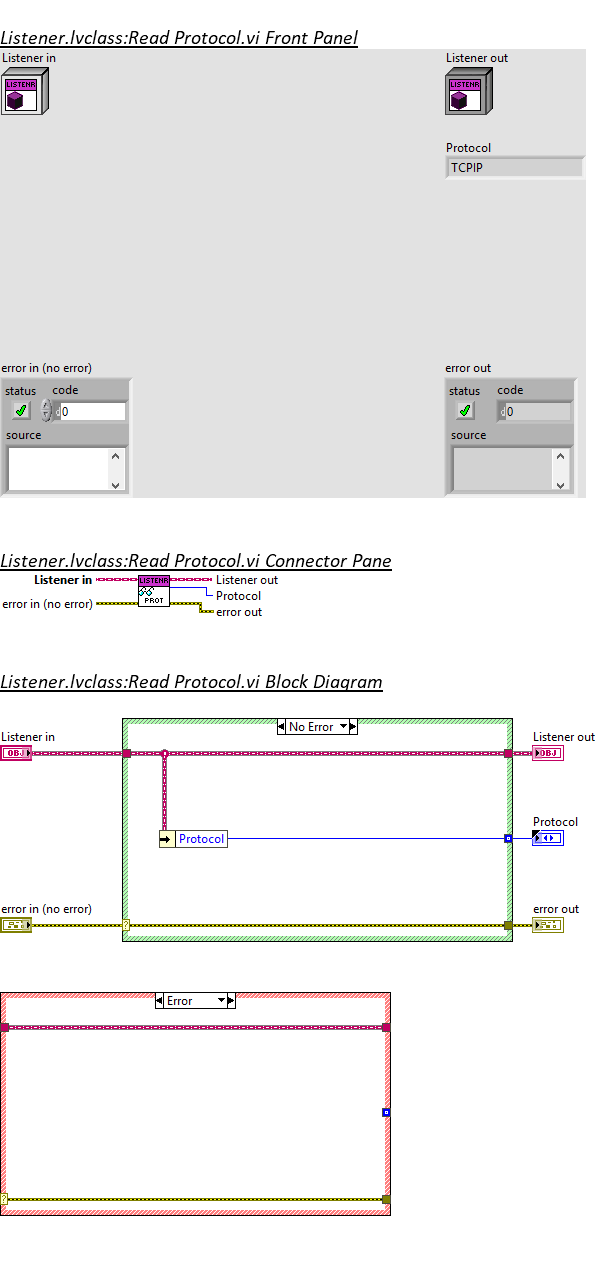 Listener.lvclass:Read Protocol.vi Front Panel
Listener in
Listener out
LISTENR
LISTENR
Protocol
TCPIP
error in (no error)
error out
status code
status code
d 0
d 0
source
source
Listener.lvclass:Read Protocol.vi Connector Pane
Listener in
LISTENR
Listener out
Protocol
error in (no error)
PROT
error out
Listener.lvclass:Read Protocol.vi Block Diagram
No Error
Listener in
Listener out
OBJ
OBJ
Protocol
Protocol
error in (no error)
error out
?
Error
?